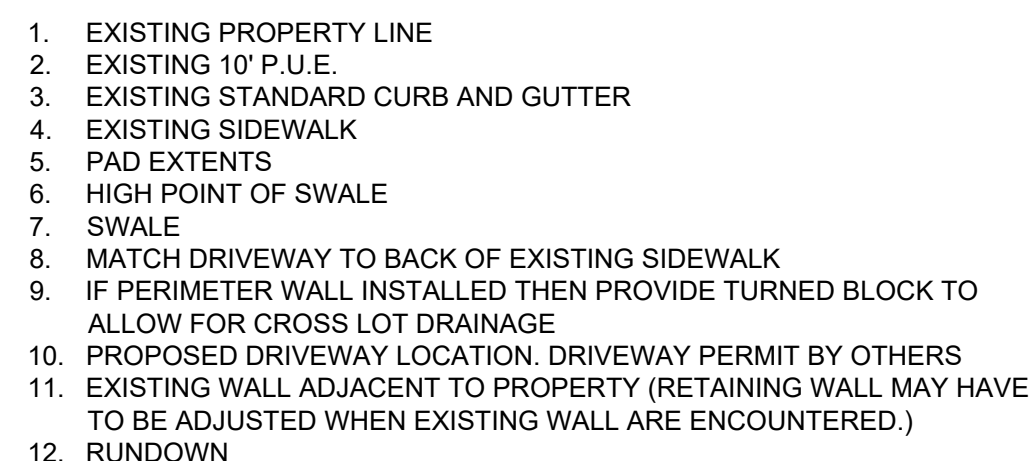 1. EXISTING PROPERTY LINE
2. EXISTING 10' P.U.E.
3. EXISTING STANDARD CURB AND GUTTER
4. EXISTING SIDEWALK
5. PAD EXTENTS
6. HIGH POINT OF SWALE
7. SWALE
8. MATCH DRIVEWAY TO BACK OF EXISTING SIDEWALK
9. IF PERIMETER WALL INSTALLED THEN PROVIDE TURNED BLOCK TO
ALLOW FOR CROSS LOT DRAINAGE
10. PROPOSED DRIVEWAY LOCATION. DRIVEWAY PERMIT BY OTHERS
11. EXISTING WALL ADJACENT TO PROPERTY (RETAINING WALL MAY HAVE
TO BE ADJUSTED WHEN EXISTING WALL ARE ENCOUNTERED.)
12. RUNDOWN